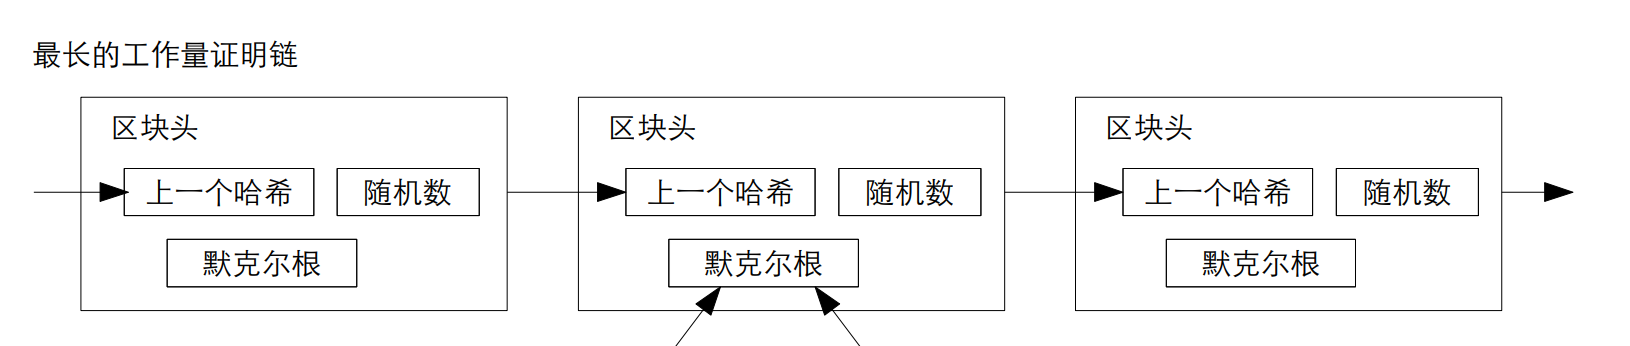 最长的工作量证明链
区块头
上一个哈希 随机数
默克尔根
区块头
上一个哈希 随机数
默克尔根
区块头
上一个哈希 随机数
默克尔根